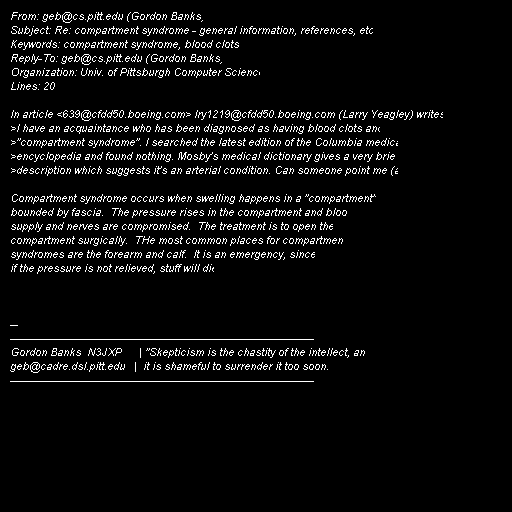 From: geb@cs.pitt.edu (Gordon Banks)
Subject: Re: compartment syndrome - general information, references, etc
Keywords: compartment syndrome, blood clots
Reply-To: geb@cs.pitt.edu (Gordon Banks)
Organization: Univ. of Pittsburgh Computer Science
Lines: 20
In article <639@cfdd50.boeing.com> lry1219@cfdd50.boeing.com (Larry Yeagley) writes
>I have an acquaintance who has been diagnosed as having blood clots and
>"compartment syndrome". I searched the latest edition of the Columbia medica
>encyclopedia and found nothing. Mosby's medical dictionary gives a very brie
>description which suggests it's an arterial condition. Can someone point me (a
Compartment syndrome occurs when swelling happens in a "compartment"
bounded by fascia. The pressure rises in the compartment and bloo
supply and nerves are compromised. The treatment is to open the
compartment surgically. THe most common places for compartmen
syndromes are the forearm and calf. It is an emergency, since
if the pressure is not relieved, stuff will die
--
Gordon Banks N3JXP | "Skepticism is the chastity of the intellect, an
geb@cadre.dsl.pitt.edu | it is shameful to surrender it too soon.